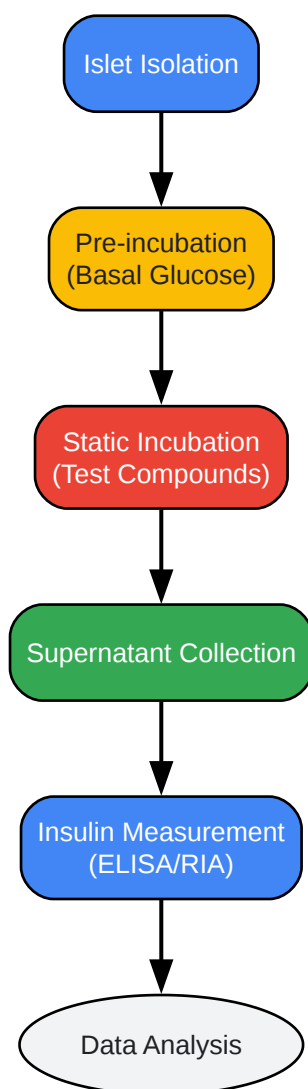 Islet Isolation
Pre-incubation
(Basal Glucose)
Static Incubation
(Test Compounds)
Supernatant Collection
Insulin Measurement
(ELISA/RIA)
Data Analysis